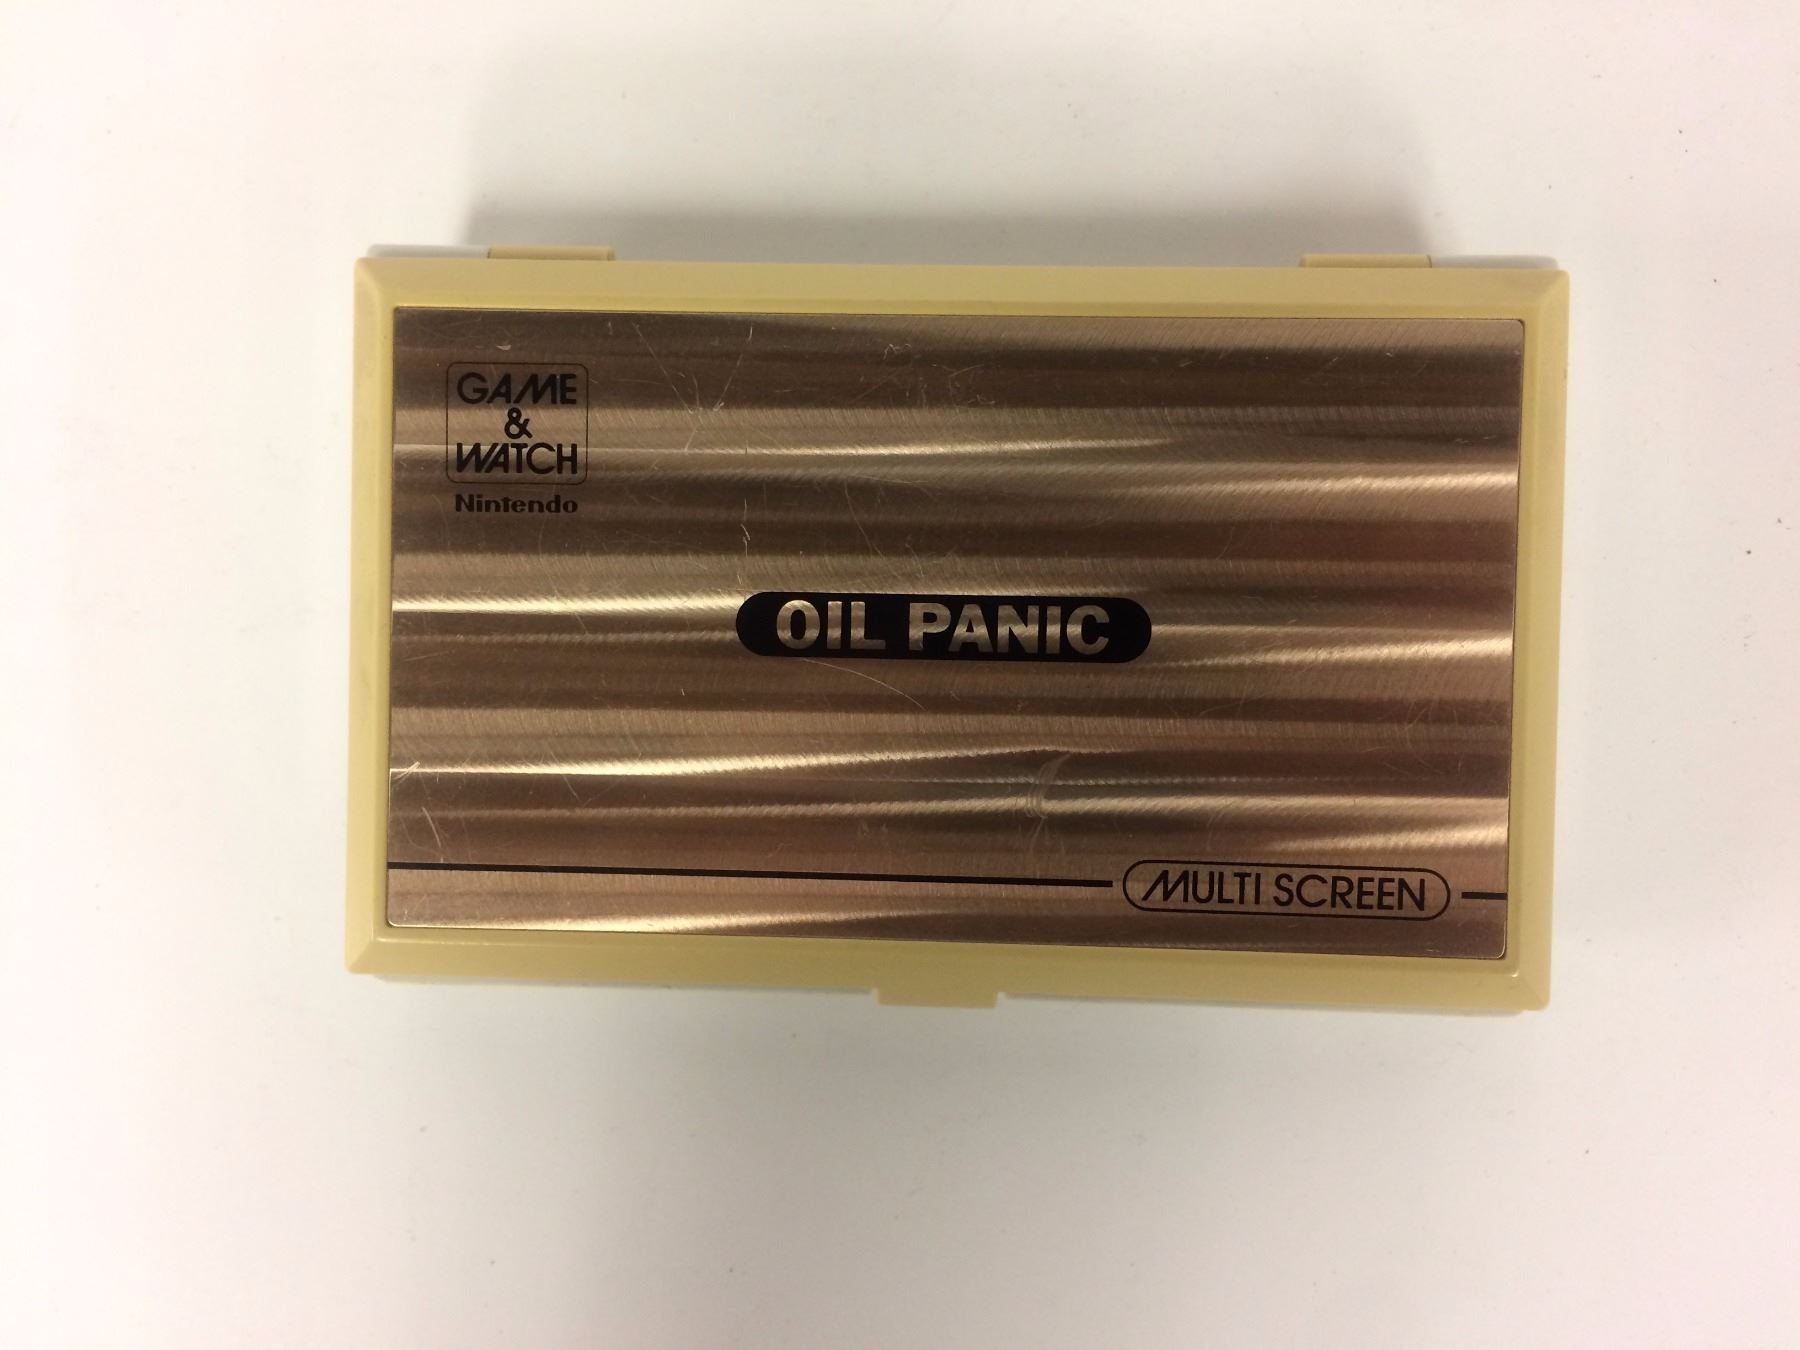 GAME
&
WATCH
Nintendo
OIL PANIC
MULTI SCREEN